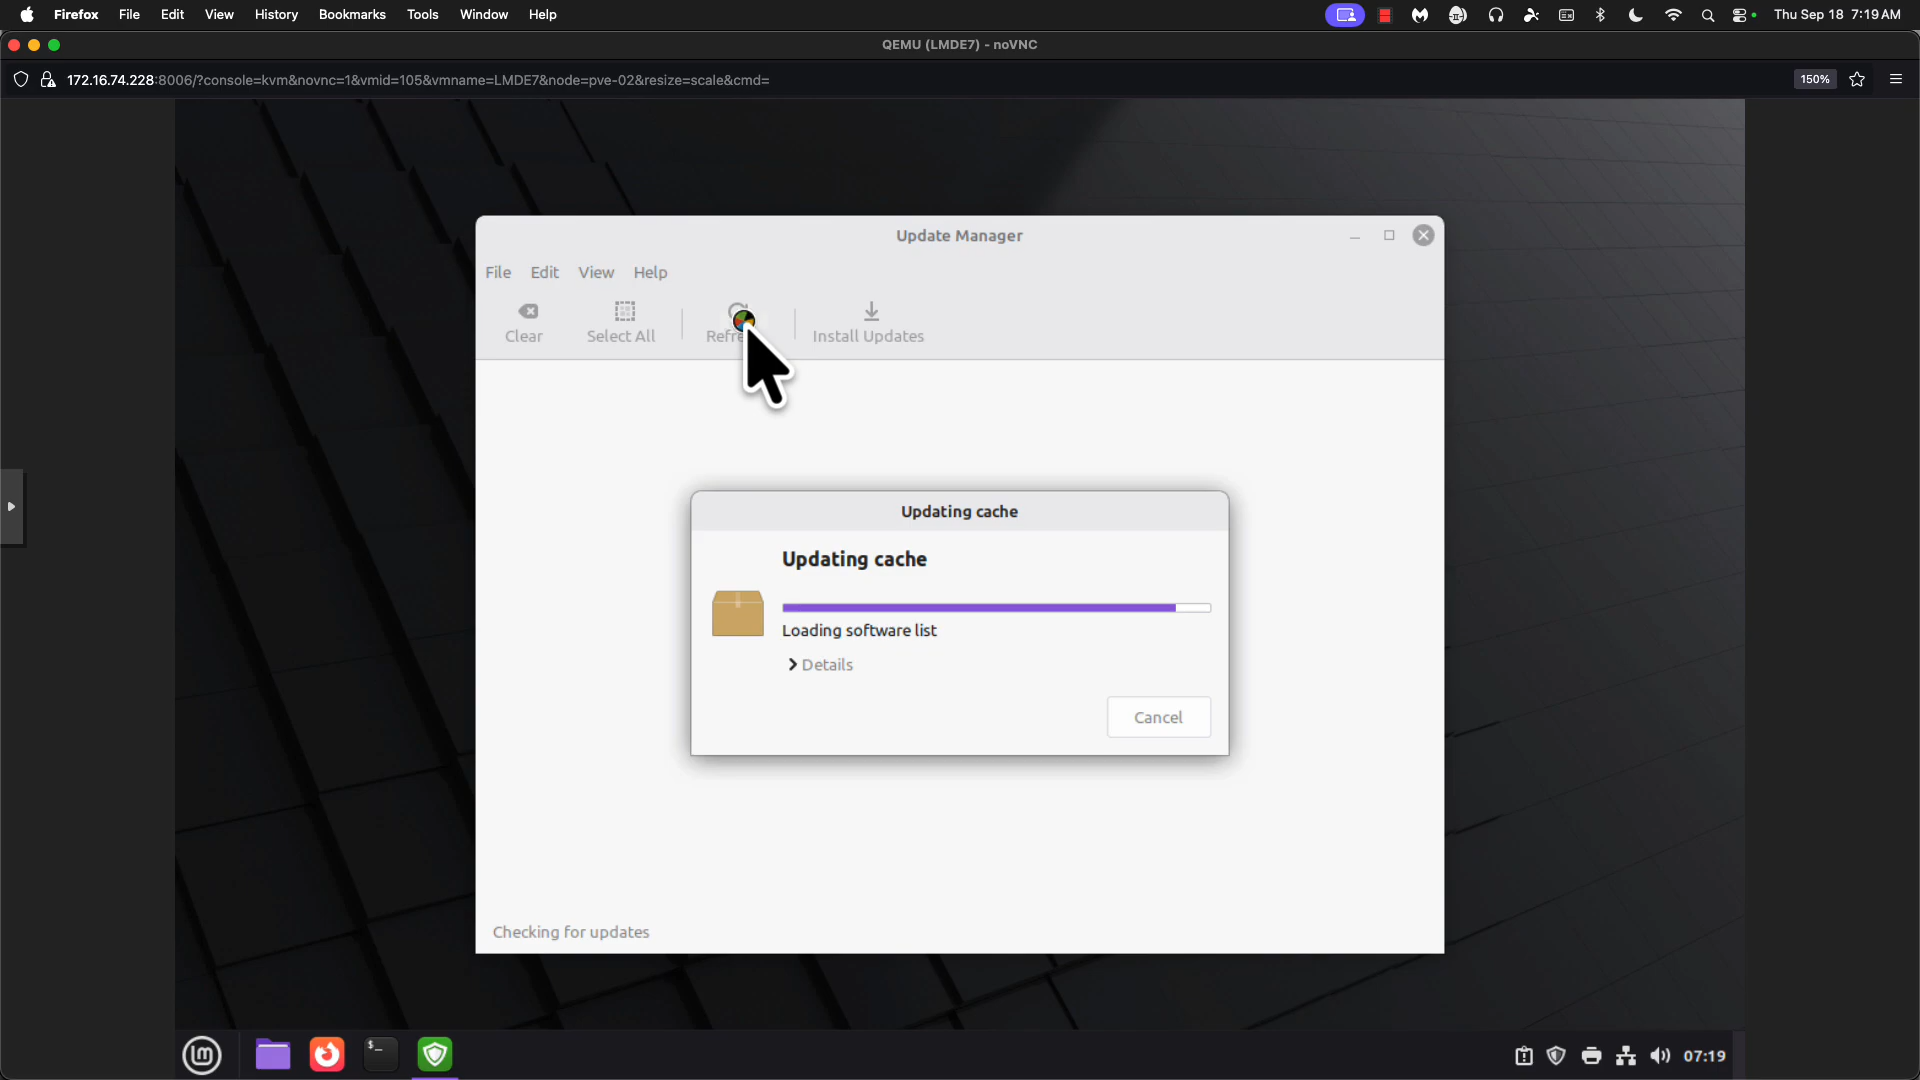 Firefox File Edit View History Bookmarks Tools Window Help
Thu Sep 18 7:19 AM
QEMU (LMDE7) - noVNC
172.16.74.228:8006/?console=kvm&novnc=1&vmid=105&vmname=LMDE7&node=pve-02&resize=scale&cmd=
150%
Update Manager
File Edit View Help
Clear Select All Install Updates
Updating cache
Updating cache
Loading software list
Details
Cancel
Checking for updates
$_
07:19